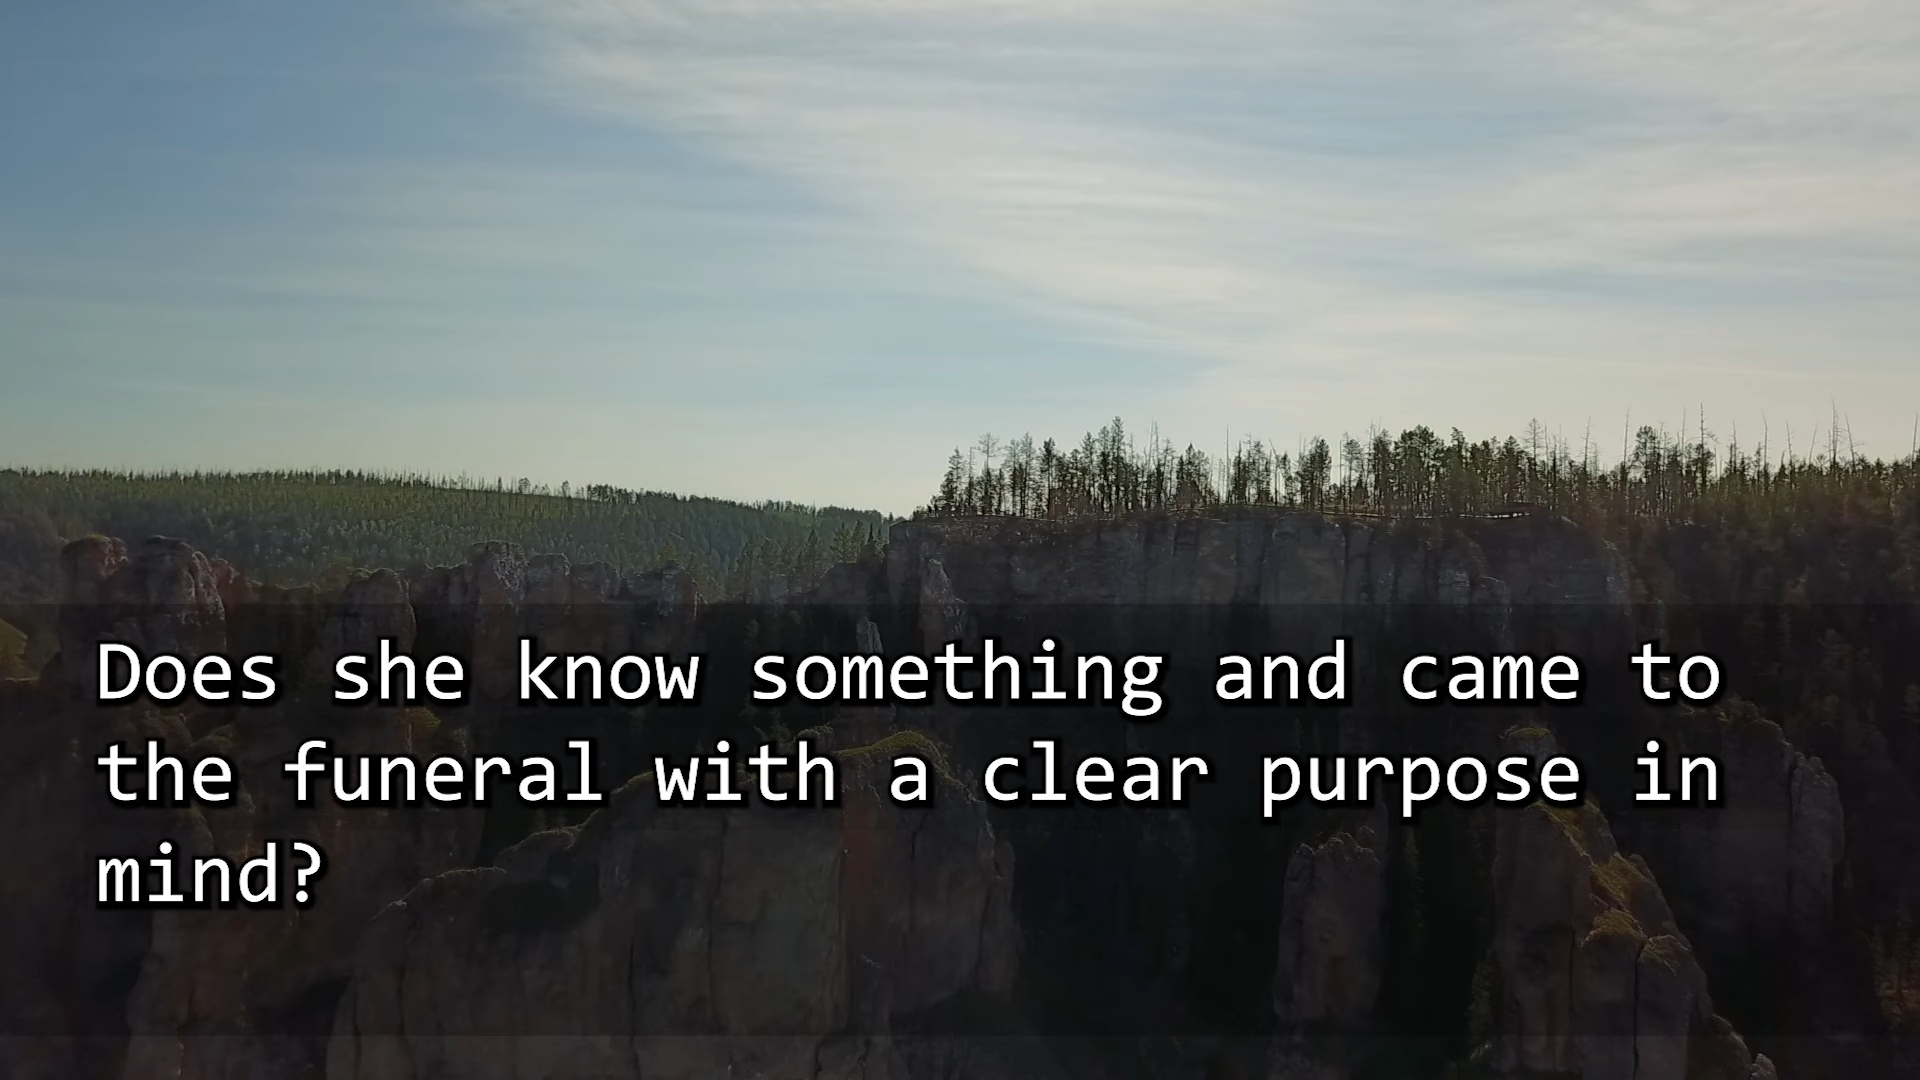 Does she know something and came to
the funeral with a clear purpose in
mind?